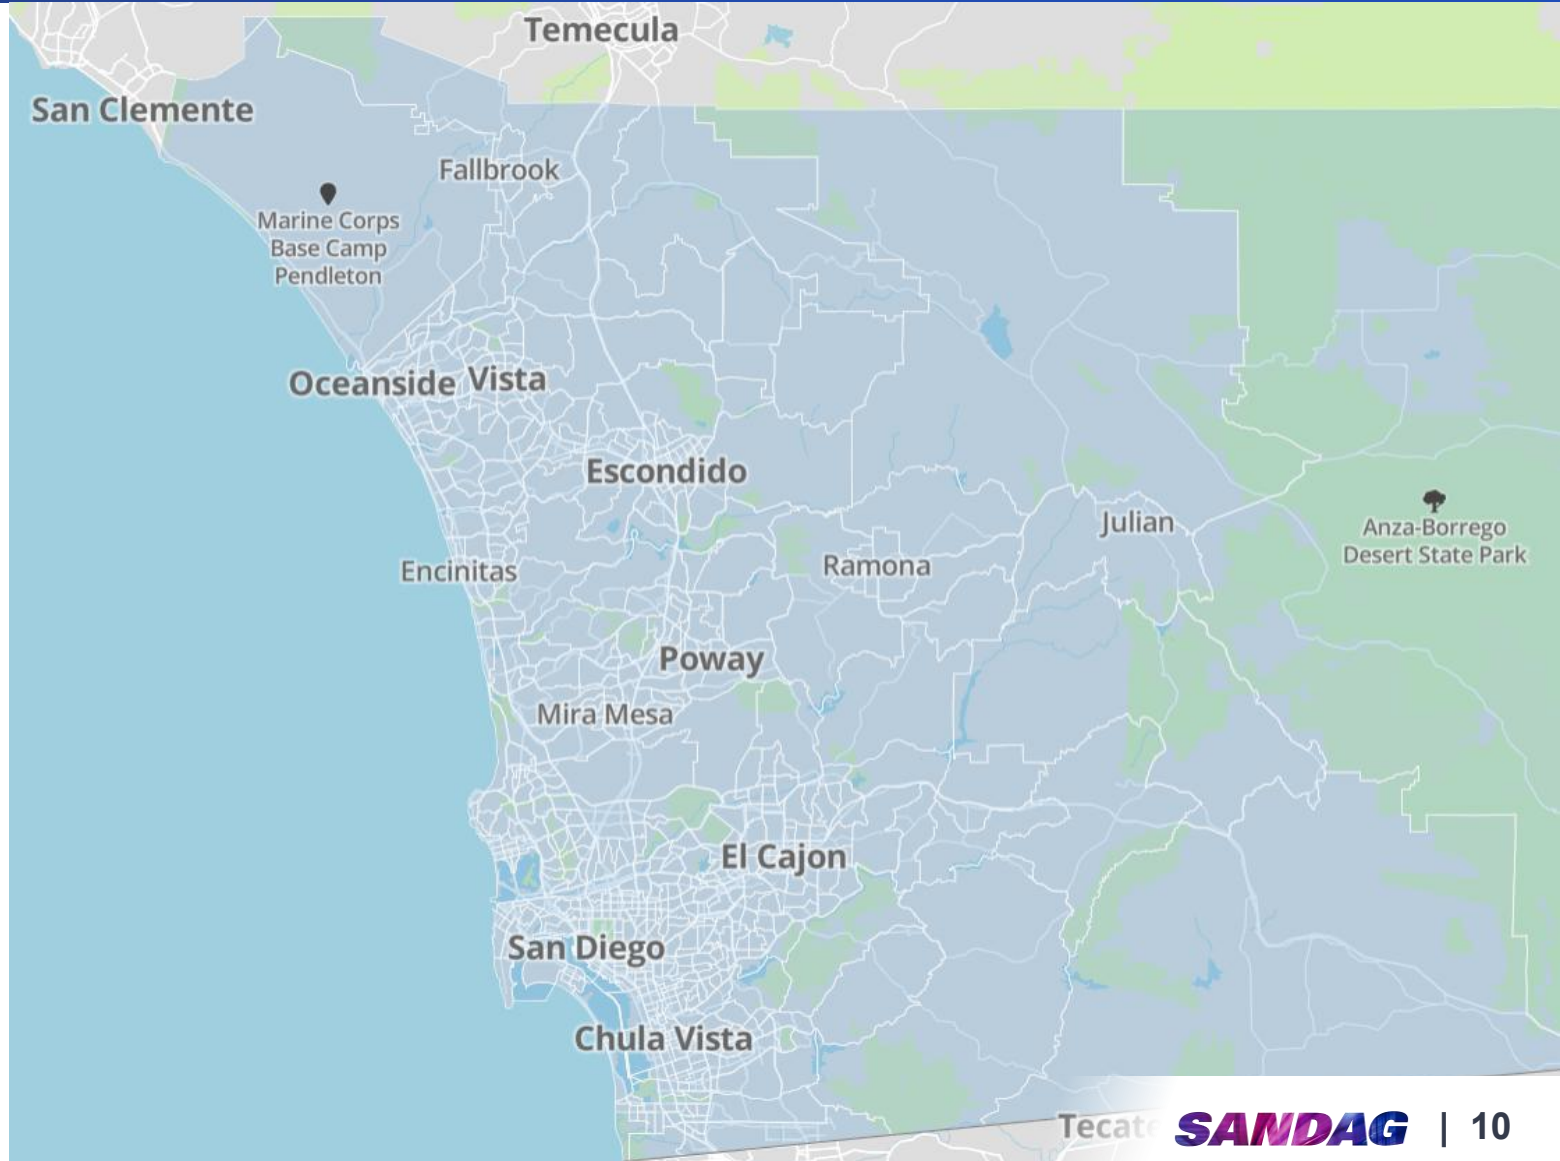 Temecula
San Clemente
Fallbrook
Marine Corps
Base Camp
Pendleton
Oceanside
Vista
Escondido
Julian
Anza-Borrego
Desert State Park
Encinitas
Ramona
Poway
Mira Mesa
El Cajon
San Diego
Chula Vista
Tecate
SANDAG | 10